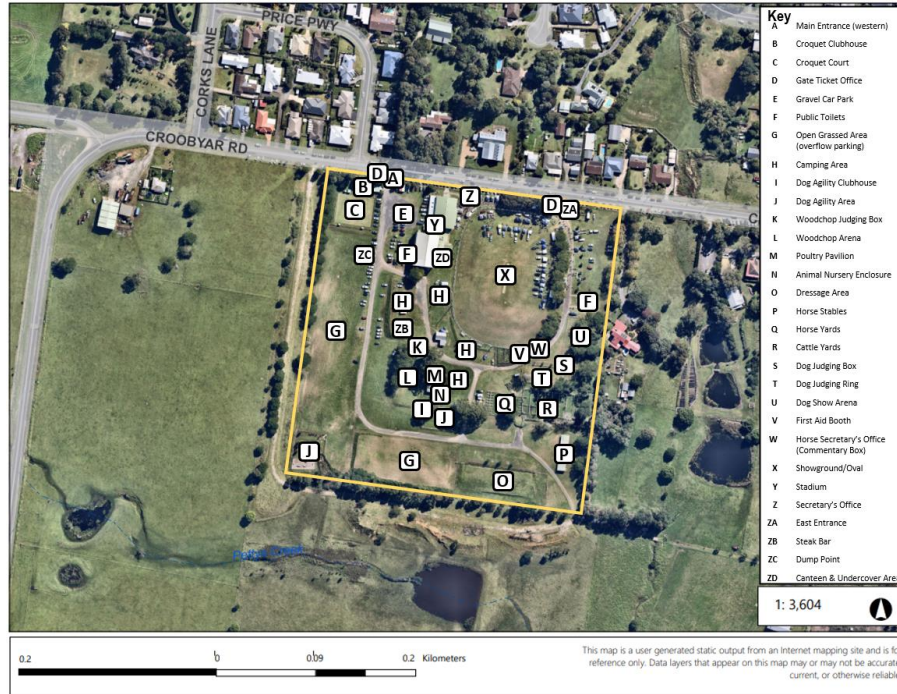 PRICE PWY
CORKS LANE
CROOBYAR RD
C
D
A
B
Z
C
E
D
ZA
Y
ZC
F
ZD
X
H
H
F
G
ZB
U
K
H
V
W
S
L
M
H
T
N
Q
R
I
J
J
G
P
O
Key
A Main Entrance (western)
B Croquet Clubhouse
C Croquet Court
D Gate Ticket Office
E Gravel Car Park
F Public Toilets
G Open Grassed Area
(overflow parking)
H Camping Area
I Dog Agility Clubhouse
J Dog Agility Area
K Woodchop Judging Box
L Woodchop Arena
M Poultry Pavilion
N Animal Nursery Enclosure
O Dressage Area
P Horse Stables
Q Horse Yards
R Cattle Yards
S Dog Judging Box
T Dog Judging Ring
U Dog Show Arena
V First Aid Booth
W Horse Secretary's Office
(Commentary Box)
X Showground/Oval
Y Stadium
Z Secretary's Office
ZA East Entrance
ZB Steak Bar
ZC Dump Point
ZD Canteen & Undercover Area
1: 3,604
0.2 0 0.09 0.2 Kilometers
This map is a user generated static output from an Internet mapping site and is fo
reference only. Data layers that appear on this map may or may not be accurate
current, or otherwise reliable